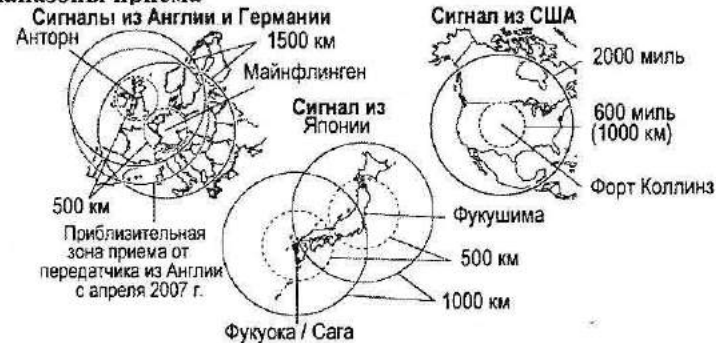 Сигналы из Англии и Германии
Анторн
1500 км
Майнфлинген
500 км
Приблизительная
зона приема от
передатчика из Англии
с апреля 2007 г.
Сигнал из
Японии
Фукушима
500 км
1000 км
Фукуока / Сага
Сигнал из США
2000 миль
600 миль
(1000 км)
Форт Коллинз